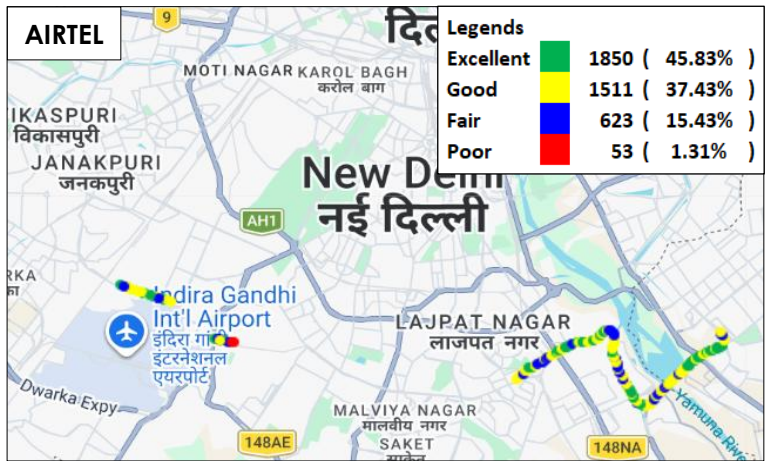 AIRTEL
9
दिल
Legends
Excellent 1850 ( 45.83% )
Good 1511 ( 37.43% )
Fair 623 ( 15.43% )
Poor 53 ( 1.31% )
MOTI NAGAR
KAROL BAGH
करोल बाग
IKASPURI
विकासपुरी
JANAKPURI
जनकपुरी
New Delhi
नई दिल्ली
AH1
RKA
का
Indira Gandhi
Int'l Airport
इंदिरा गांधी
इंटरनेशनल
एयरपोर्ट
LAJPAT NAGAR
लाजपत नगर
Dwarka Expy
MALVIYA NAGAR
मालवीय नगर
148AE
SAKET
साकेत
148NA
Yamuna River